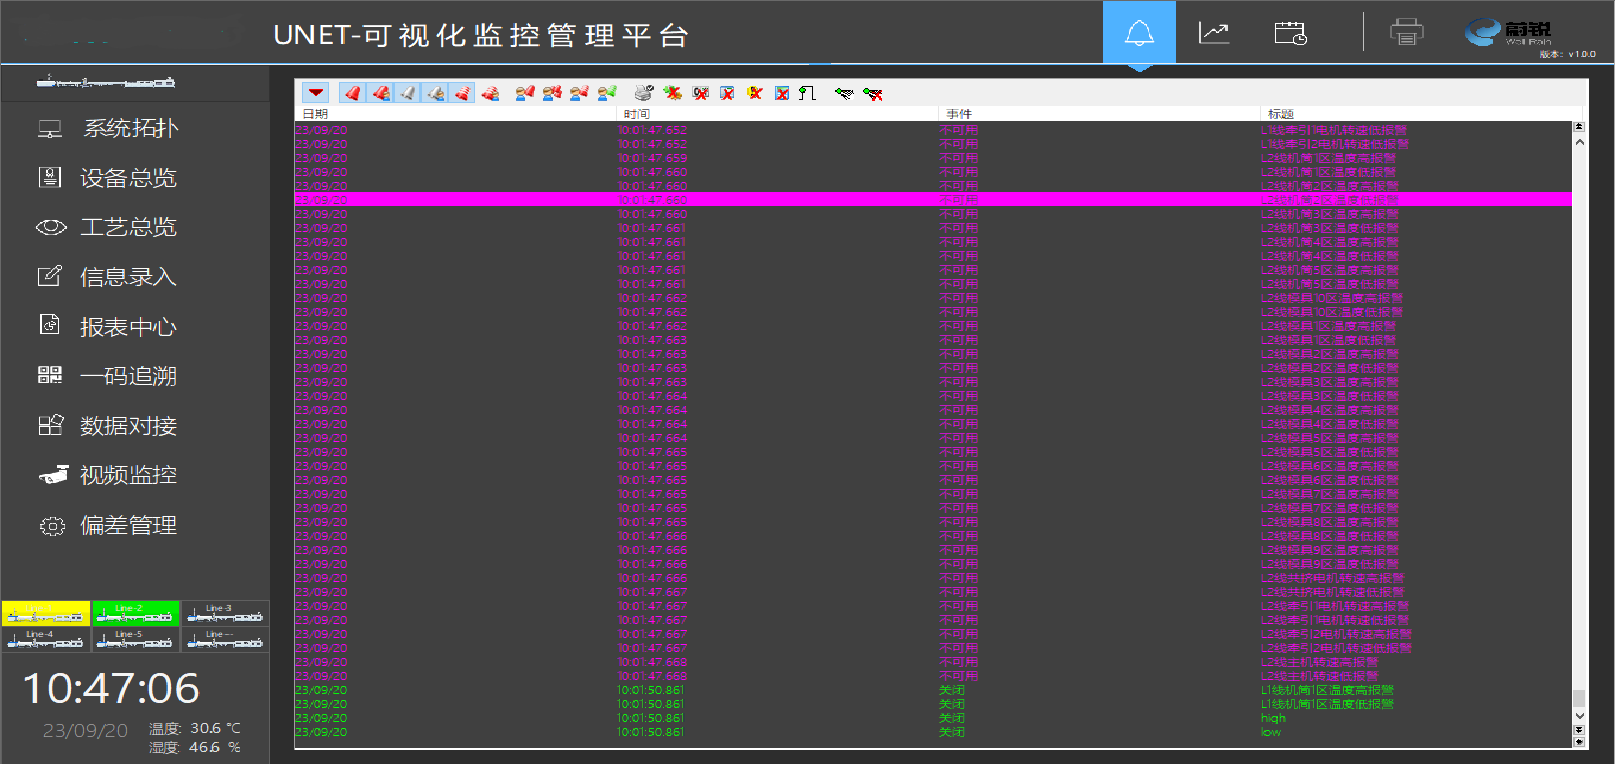 UNET-可视化监控管理平台
蔚锐
Well Rain
版本：v1.0.0
系统拓扑
设备总览
工艺总览
信息录入
报表中心
一码追溯
数据对接
视频监控
偏差管理
Line-2 Line-3
Line-4 Line-5 Line--
10:47:06
23/09/20
温度: 30.6 ℃
湿度: 46.6 %
日期 时间 事件 标题
23/09/20 10:01:47.652 不可用 L1线牵引1电机转速低报警
23/09/20 10:01:47.652 不可用 L1线牵引2电机转速低报警
23/09/20 10:01:47.659 不可用 L2线机筒1区温度高报警
23/09/20 10:01:47.660 不可用 L2线机筒1区温度低报警
23/09/20 10:01:47.660 不可用 L2线机筒2区温度高报警
23/09/20 10:01:47.660 不可用 L2线机筒2区温度低报警
23/09/20 10:01:47.660 不可用 L2线机筒3区温度高报警
23/09/20 10:01:47.661 不可用 L2线机筒3区温度低报警
23/09/20 10:01:47.661 不可用 L2线机筒4区温度高报警
23/09/20 10:01:47.661 不可用 L2线机筒4区温度低报警
23/09/20 10:01:47.661 不可用 L2线机筒5区温度高报警
23/09/20 10:01:47.661 不可用 L2线机筒5区温度低报警
23/09/20 10:01:47.662 不可用 L2线模具10区温度高报警
23/09/20 10:01:47.662 不可用 L2线模具10区温度低报警
23/09/20 10:01:47.662 不可用 L2线模具1区温度高报警
23/09/20 10:01:47.663 不可用 L2线模具1区温度低报警
23/09/20 10:01:47.663 不可用 L2线模具2区温度高报警
23/09/20 10:01:47.663 不可用 L2线模具2区温度低报警
23/09/20 10:01:47.663 不可用 L2线模具3区温度高报警
23/09/20 10:01:47.664 不可用 L2线模具3区温度低报警
23/09/20 10:01:47.664 不可用 L2线模具4区温度高报警
23/09/20 10:01:47.664 不可用 L2线模具4区温度低报警
23/09/20 10:01:47.664 不可用 L2线模具5区温度高报警
23/09/20 10:01:47.665 不可用 L2线模具5区温度低报警
23/09/20 10:01:47.665 不可用 L2线模具6区温度高报警
23/09/20 10:01:47.665 不可用 L2线模具6区温度低报警
23/09/20 10:01:47.665 不可用 L2线模具7区温度高报警
23/09/20 10:01:47.665 不可用 L2线模具7区温度低报警
23/09/20 10:01:47.665 不可用 L2线模具8区温度高报警
23/09/20 10:01:47.666 不可用 L2线模具8区温度低报警
23/09/20 10:01:47.666 不可用 L2线模具9区温度高报警
23/09/20 10:01:47.666 不可用 L2线模具9区温度低报警
23/09/20 10:01:47.666 不可用 L2线共挤电机转速高报警
23/09/20 10:01:47.667 不可用 L2线共挤电机转速低报警
23/09/20 10:01:47.667 不可用 L2线牵引1电机转速高报警
23/09/20 10:01:47.667 不可用 L2线牵引1电机转速低报警
23/09/20 10:01:47.667 不可用 L2线牵引2电机转速高报警
23/09/20 10:01:47.667 不可用 L2线牵引2电机转速低报警
23/09/20 10:01:47.668 不可用 L2线主机转速高报警
23/09/20 10:01:47.668 不可用 L2线主机转速低报警
23/09/20 10:01:50.861 关闭 L1线机筒1区温度高报警
23/09/20 10:01:50.861 关闭 L1线机筒1区温度低报警
23/09/20 10:01:50.861 关闭 high
23/09/20 10:01:50.861 关闭 low